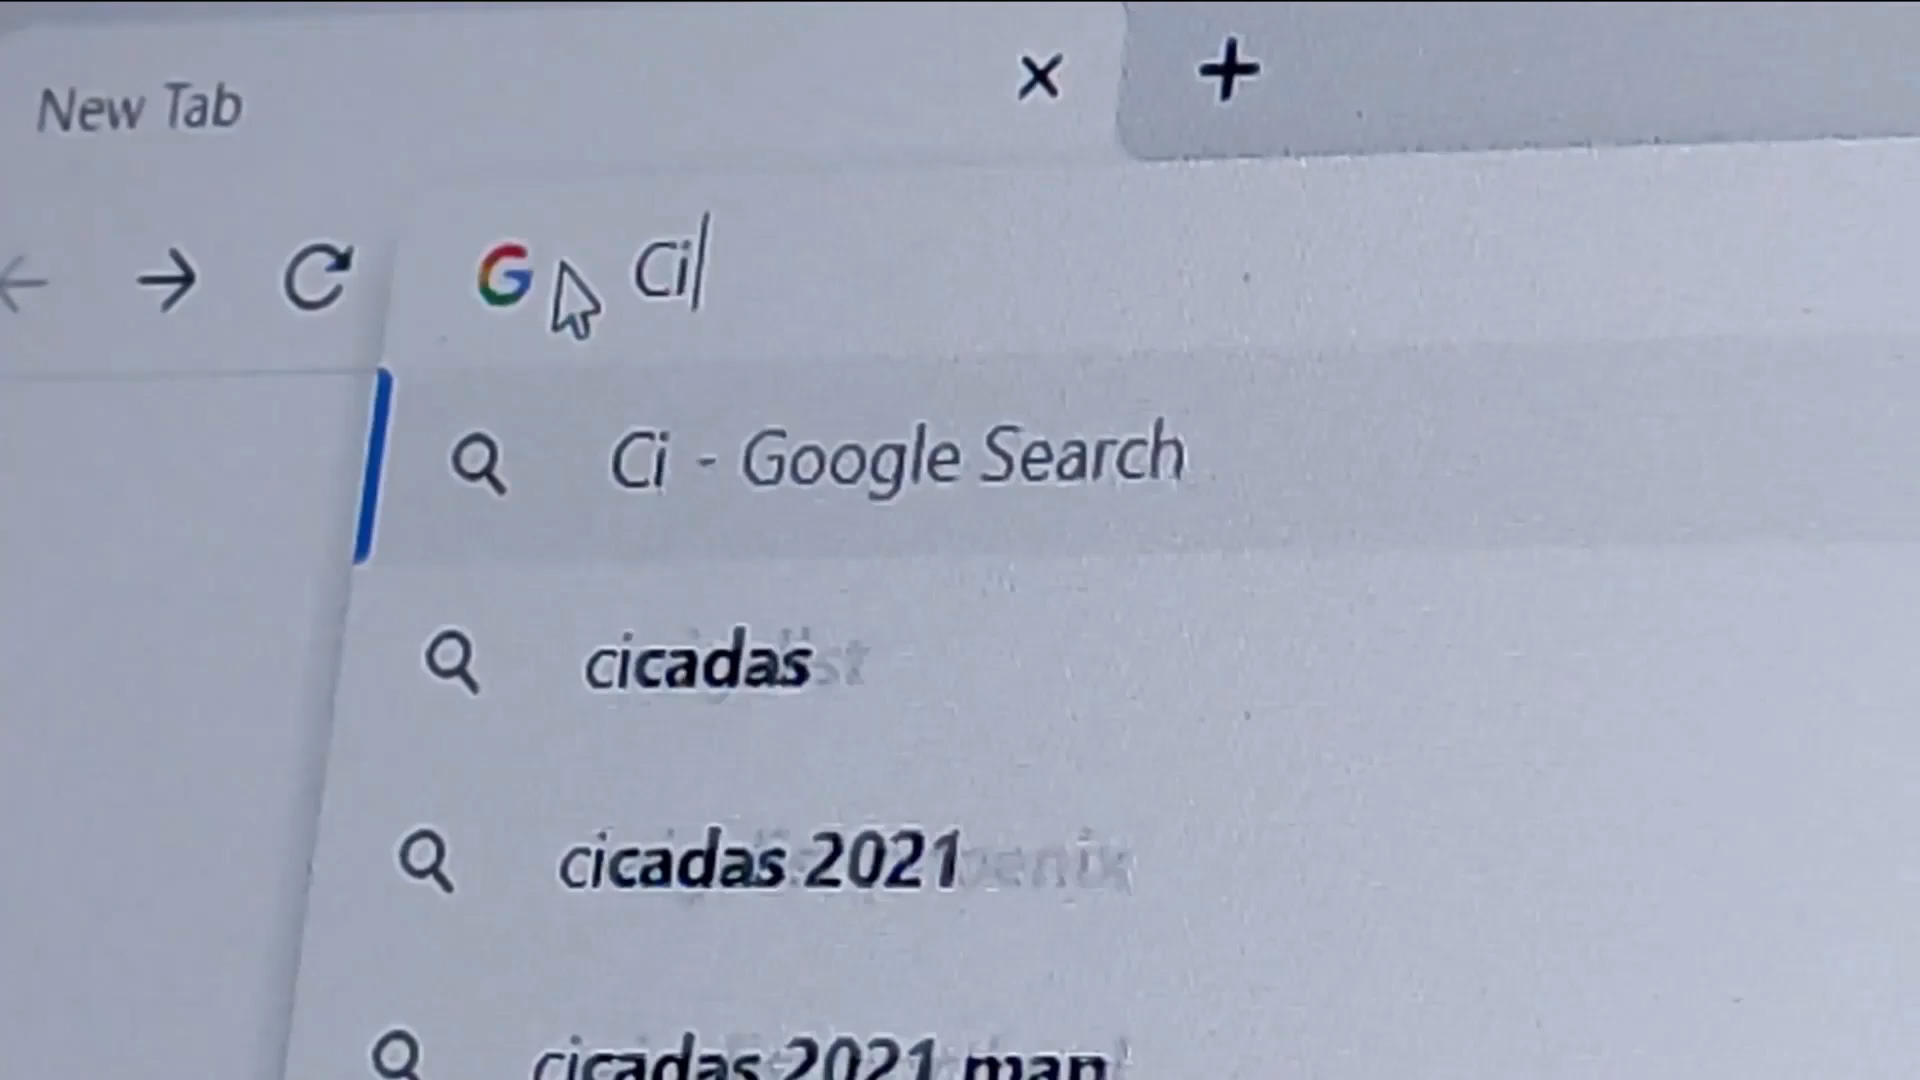 New Tab
Ci
Ci - Google Search
cicadas
cicadas 2021
cicadas 2021 map